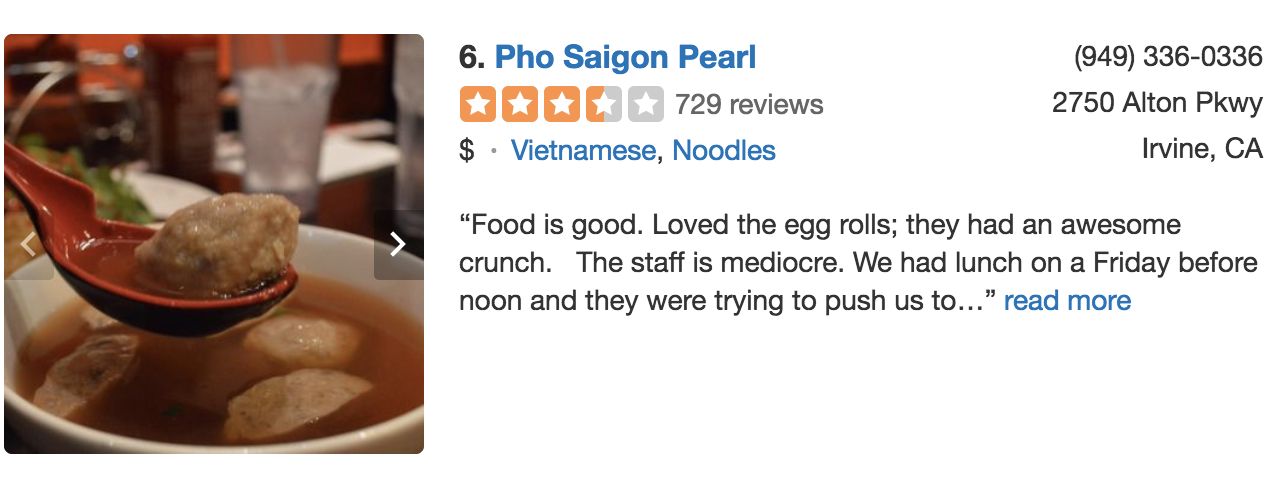 6. Pho Saigon Pearl
729 reviews
$ · Vietnamese, Noodles
(949) 336-0336
2750 Alton Pkwy
Irvine, CA
“Food is good. Loved the egg rolls; they had an awesome
crunch.   The staff is mediocre. We had lunch on a Friday before
noon and they were trying to push us to…” read more